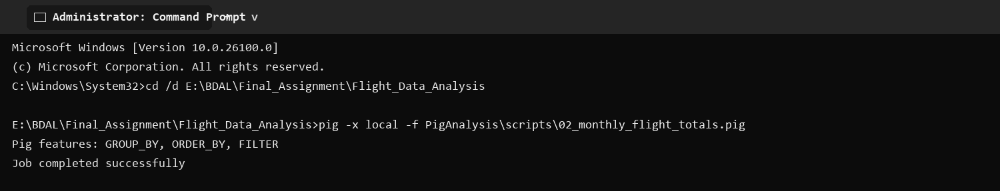 Administrator: Command Prompt v
Microsoft Windows [Version 10.0.26100.0]
(c) Microsoft Corporation. All rights reserved.
C:\Windows\System32>cd /d E:\BDAL\Final_Assignment\Flight_Data_Analysis
E:\BDAL\Final_Assignment\Flight_Data_Analysis>pig -x local -f PigAnalysis\scripts\02_monthly_flight_totals.pig
Pig features: GROUP_BY, ORDER_BY, FILTER
Job completed successfully